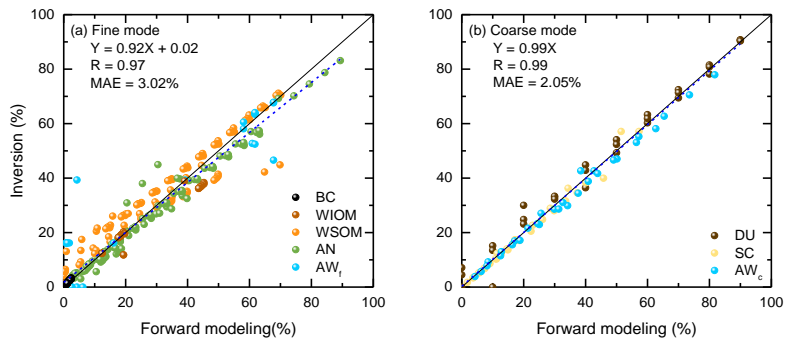 (a) Fine mode
Y = 0.92X + 0.02
R = 0.97
MAE = 3.02%
100
80
60
40
20
0
Inversion (%)
BC
WIOM
WSOM
AN
AWf
0 20 40 60 80 100
Forward modeling(%)
(b) Coarse mode
Y = 0.99X
R = 0.99
MAE = 2.05%
100
80
60
40
20
0
DU
SC
AWc
0 20 40 60 80 100
Forward modeling (%)